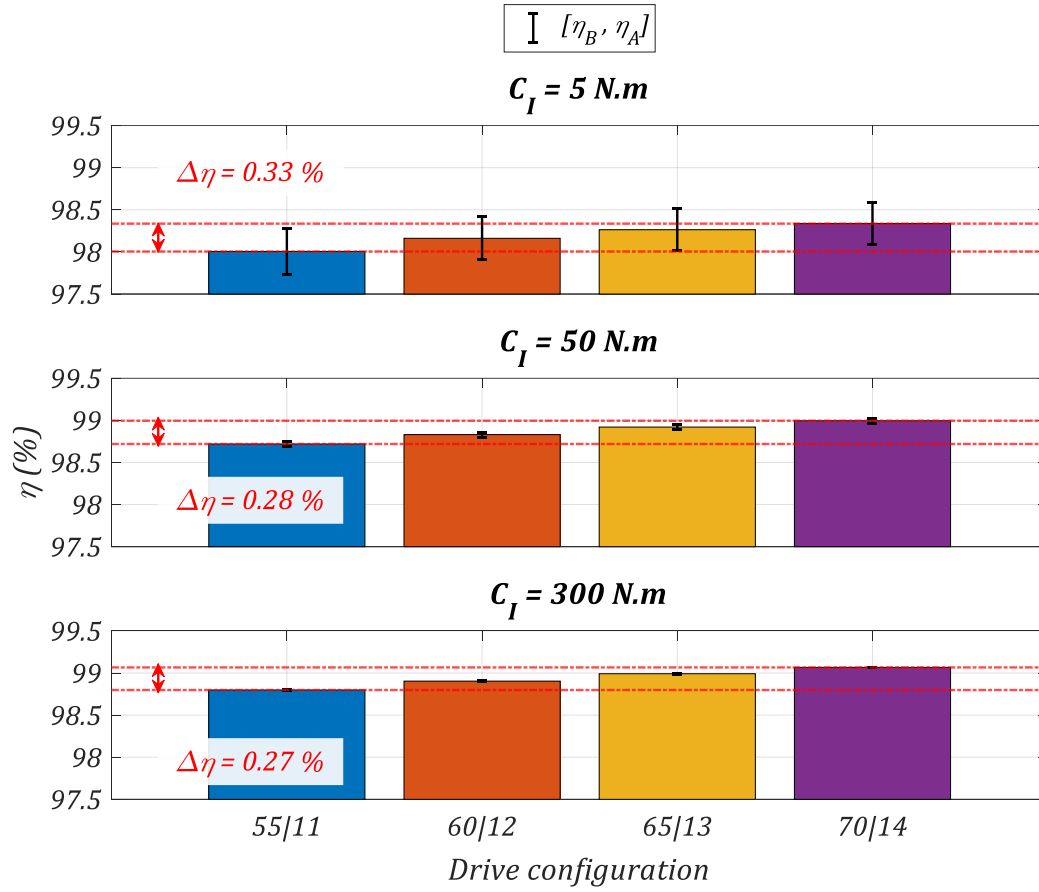 [η_B , η_A]
C_I = 5 N.m
99.5
99
98.5
98
97.5
Δη = 0.33 %
C_I = 50 N.m
99.5
99
98.5
98
97.5
Δη = 0.28 %
η (%)
C_I = 300 N.m
99.5
99
98.5
98
97.5
Δη = 0.27 %
55|11 60|12 65|13 70|14
Drive configuration